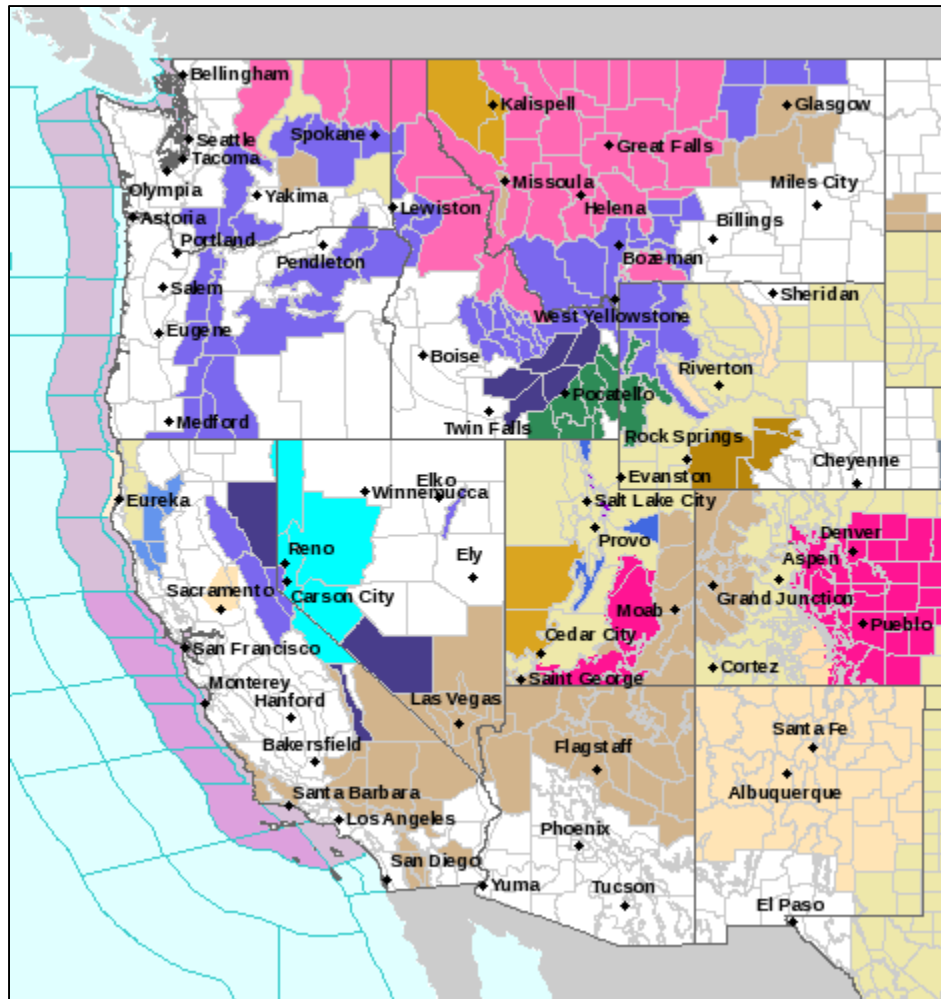 Bellingham
Kalispell
Glasgow
Spokane
Seattle
Great Falls
Tacoma
Missoula
Miles City
Olympia
Yakima
Helena
Astoria
Lewiston
Billings
Portland
Pendleton
Bozeman
Salem
Sheridan
West Yellowstone
Eugene
Boise
Riverton
Pocatello
Medford
Twin Falls
Rock Springs
Cheyenne
Elko
Evanston
Eureka
Winnemucca
Salt Lake City
Denver
Reno
Provo
Ely
Aspen
Sacramento
Carson City
Grand Junction
Moab
Pueblo
San Francisco
Cedar City
Cortez
Saint George
Monterey
Hanford
Las Vegas
Santa Fe
Bakersfield
Flagstaff
Albuquerque
Santa Barbara
Los Angeles
Phoenix
San Diego
Yuma
Tucson
El Paso